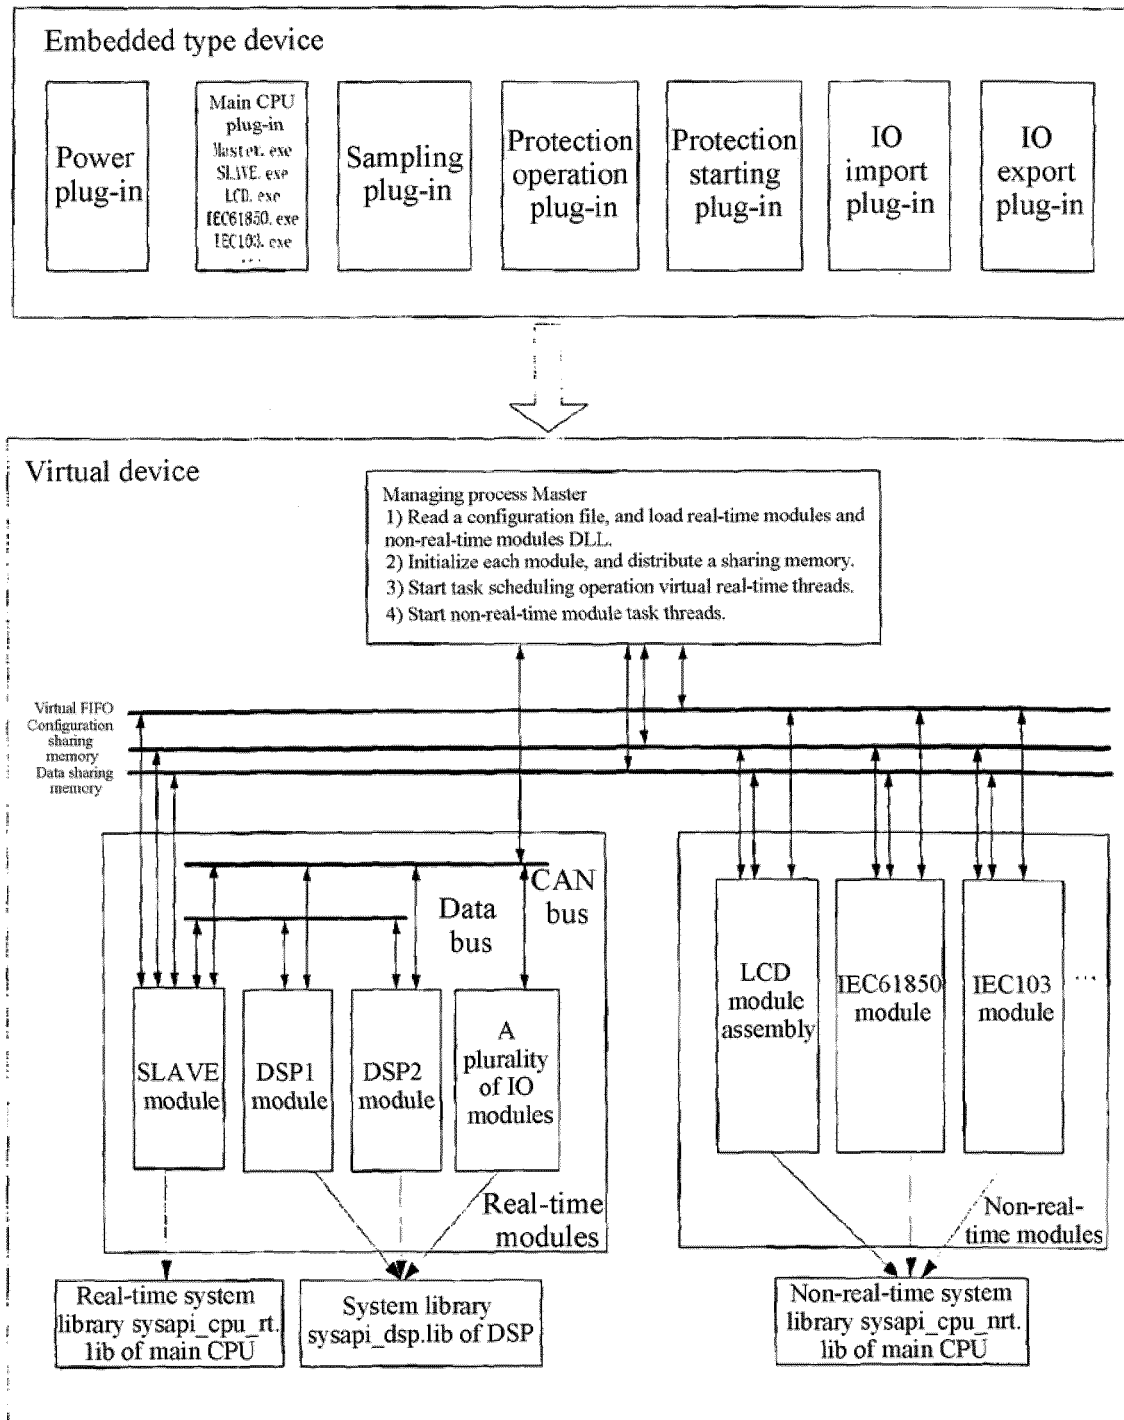 Embedded type device
Power
plug-in
Main CPU
plug-in
Master. exe
SLAVE. exe
LCD. exe
IEC61850. exe
IEC103. exe
...
Sampling
plug-in
Protection
operation
plug-in
Protection
starting
plug-in
IO
import
plug-in
IO
export
plug-in
Virtual device
Managing process Master
1) Read a configuration file, and load real-time modules and
non-real-time modules DLL.
2) Initialize each module, and distribute a sharing memory.
3) Start task scheduling operation virtual real-time threads.
4) Start non-real-time module task threads.
Virtual FIFO
Configuration
sharing
memory
Data sharing
memory
CAN
bus
Data
bus
SLAVE
module
DSP1
module
DSP2
module
A
plurality
of IO
modules
Real-time
modules
LCD
module
assembly
IEC61850
module
IEC103
module
...
Non-real-
time modules
Real-time system
library sysapi_cpu_rt.
lib of main CPU
System library
sysapi_dsp.lib of DSP
Non-real-time system
library sysapi_cpu_nrt.
lib of main CPU